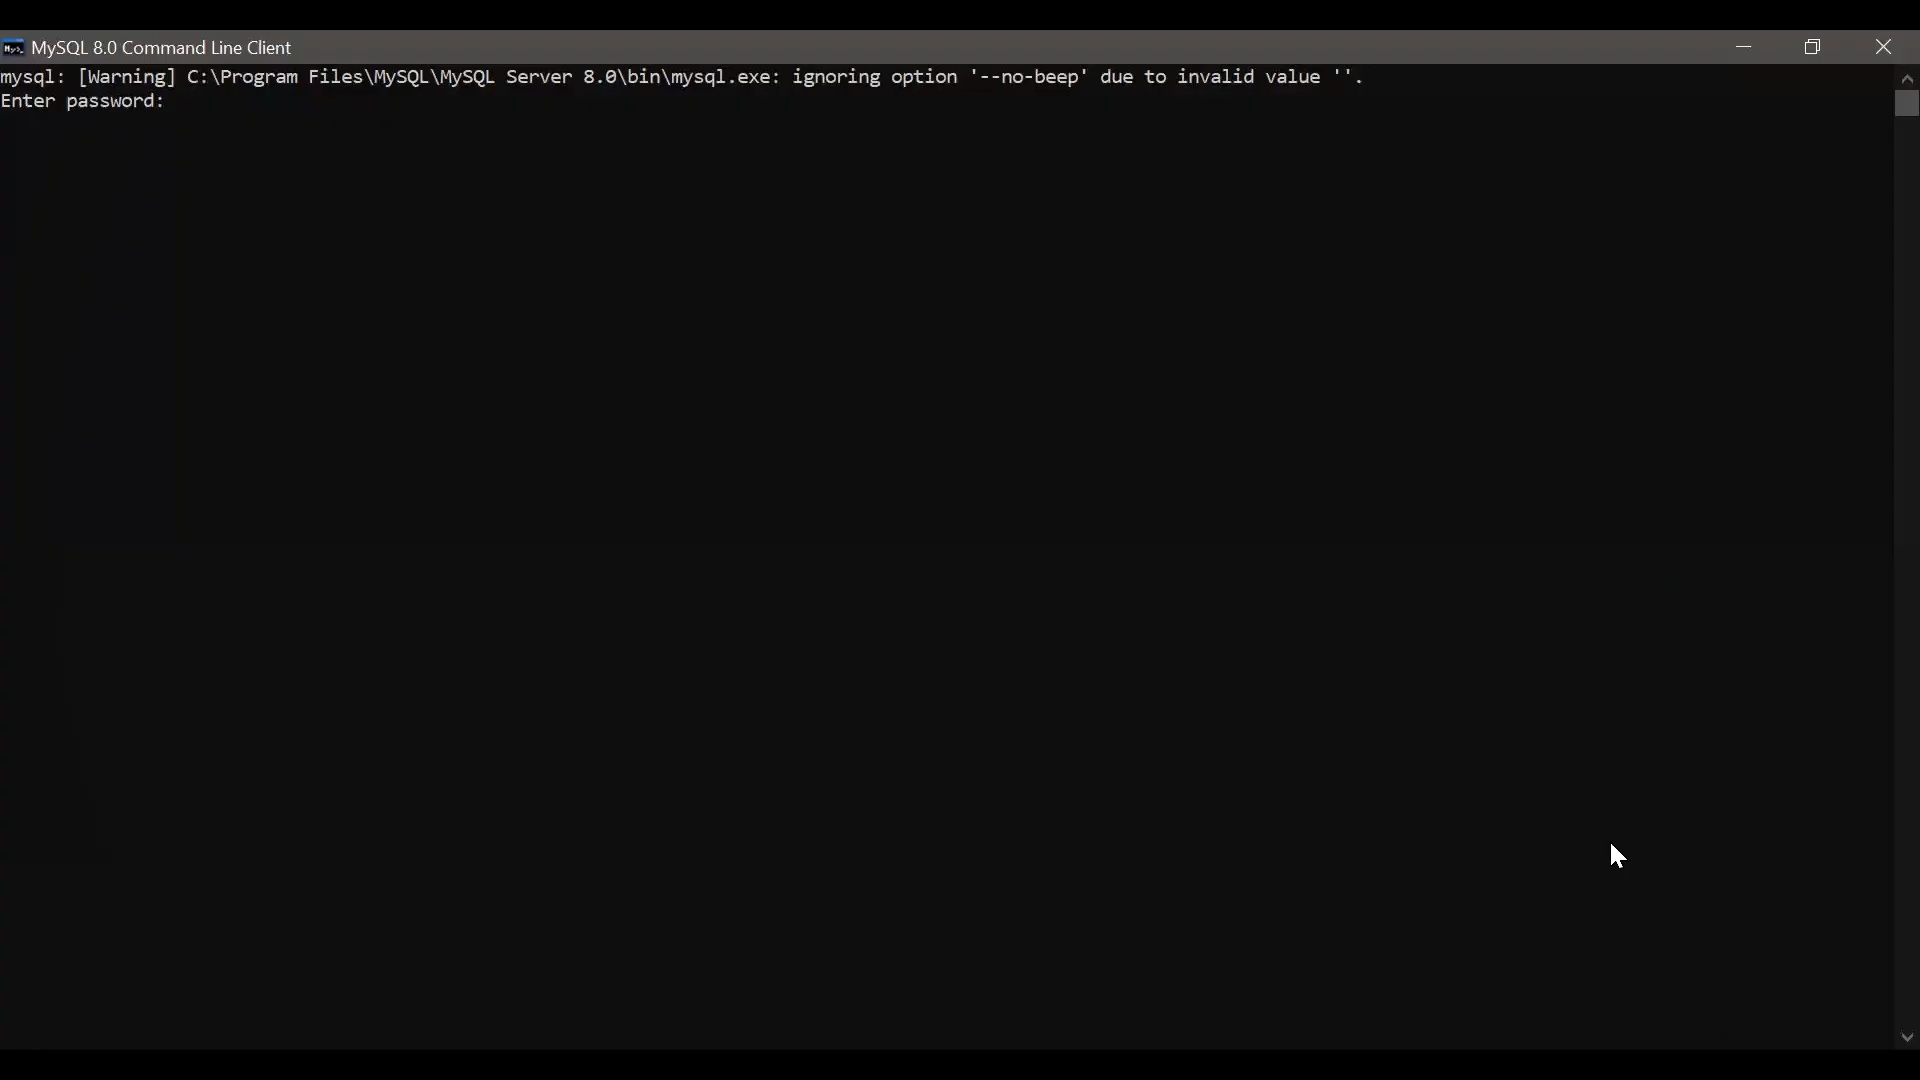 MySQL 8.0 Command Line Client
mysql: [Warning] C:\Program Files\MySQL\MySQL Server 8.0\bin\mysql.exe: ignoring option '--no-beep' due to invalid value ''.
Enter password: